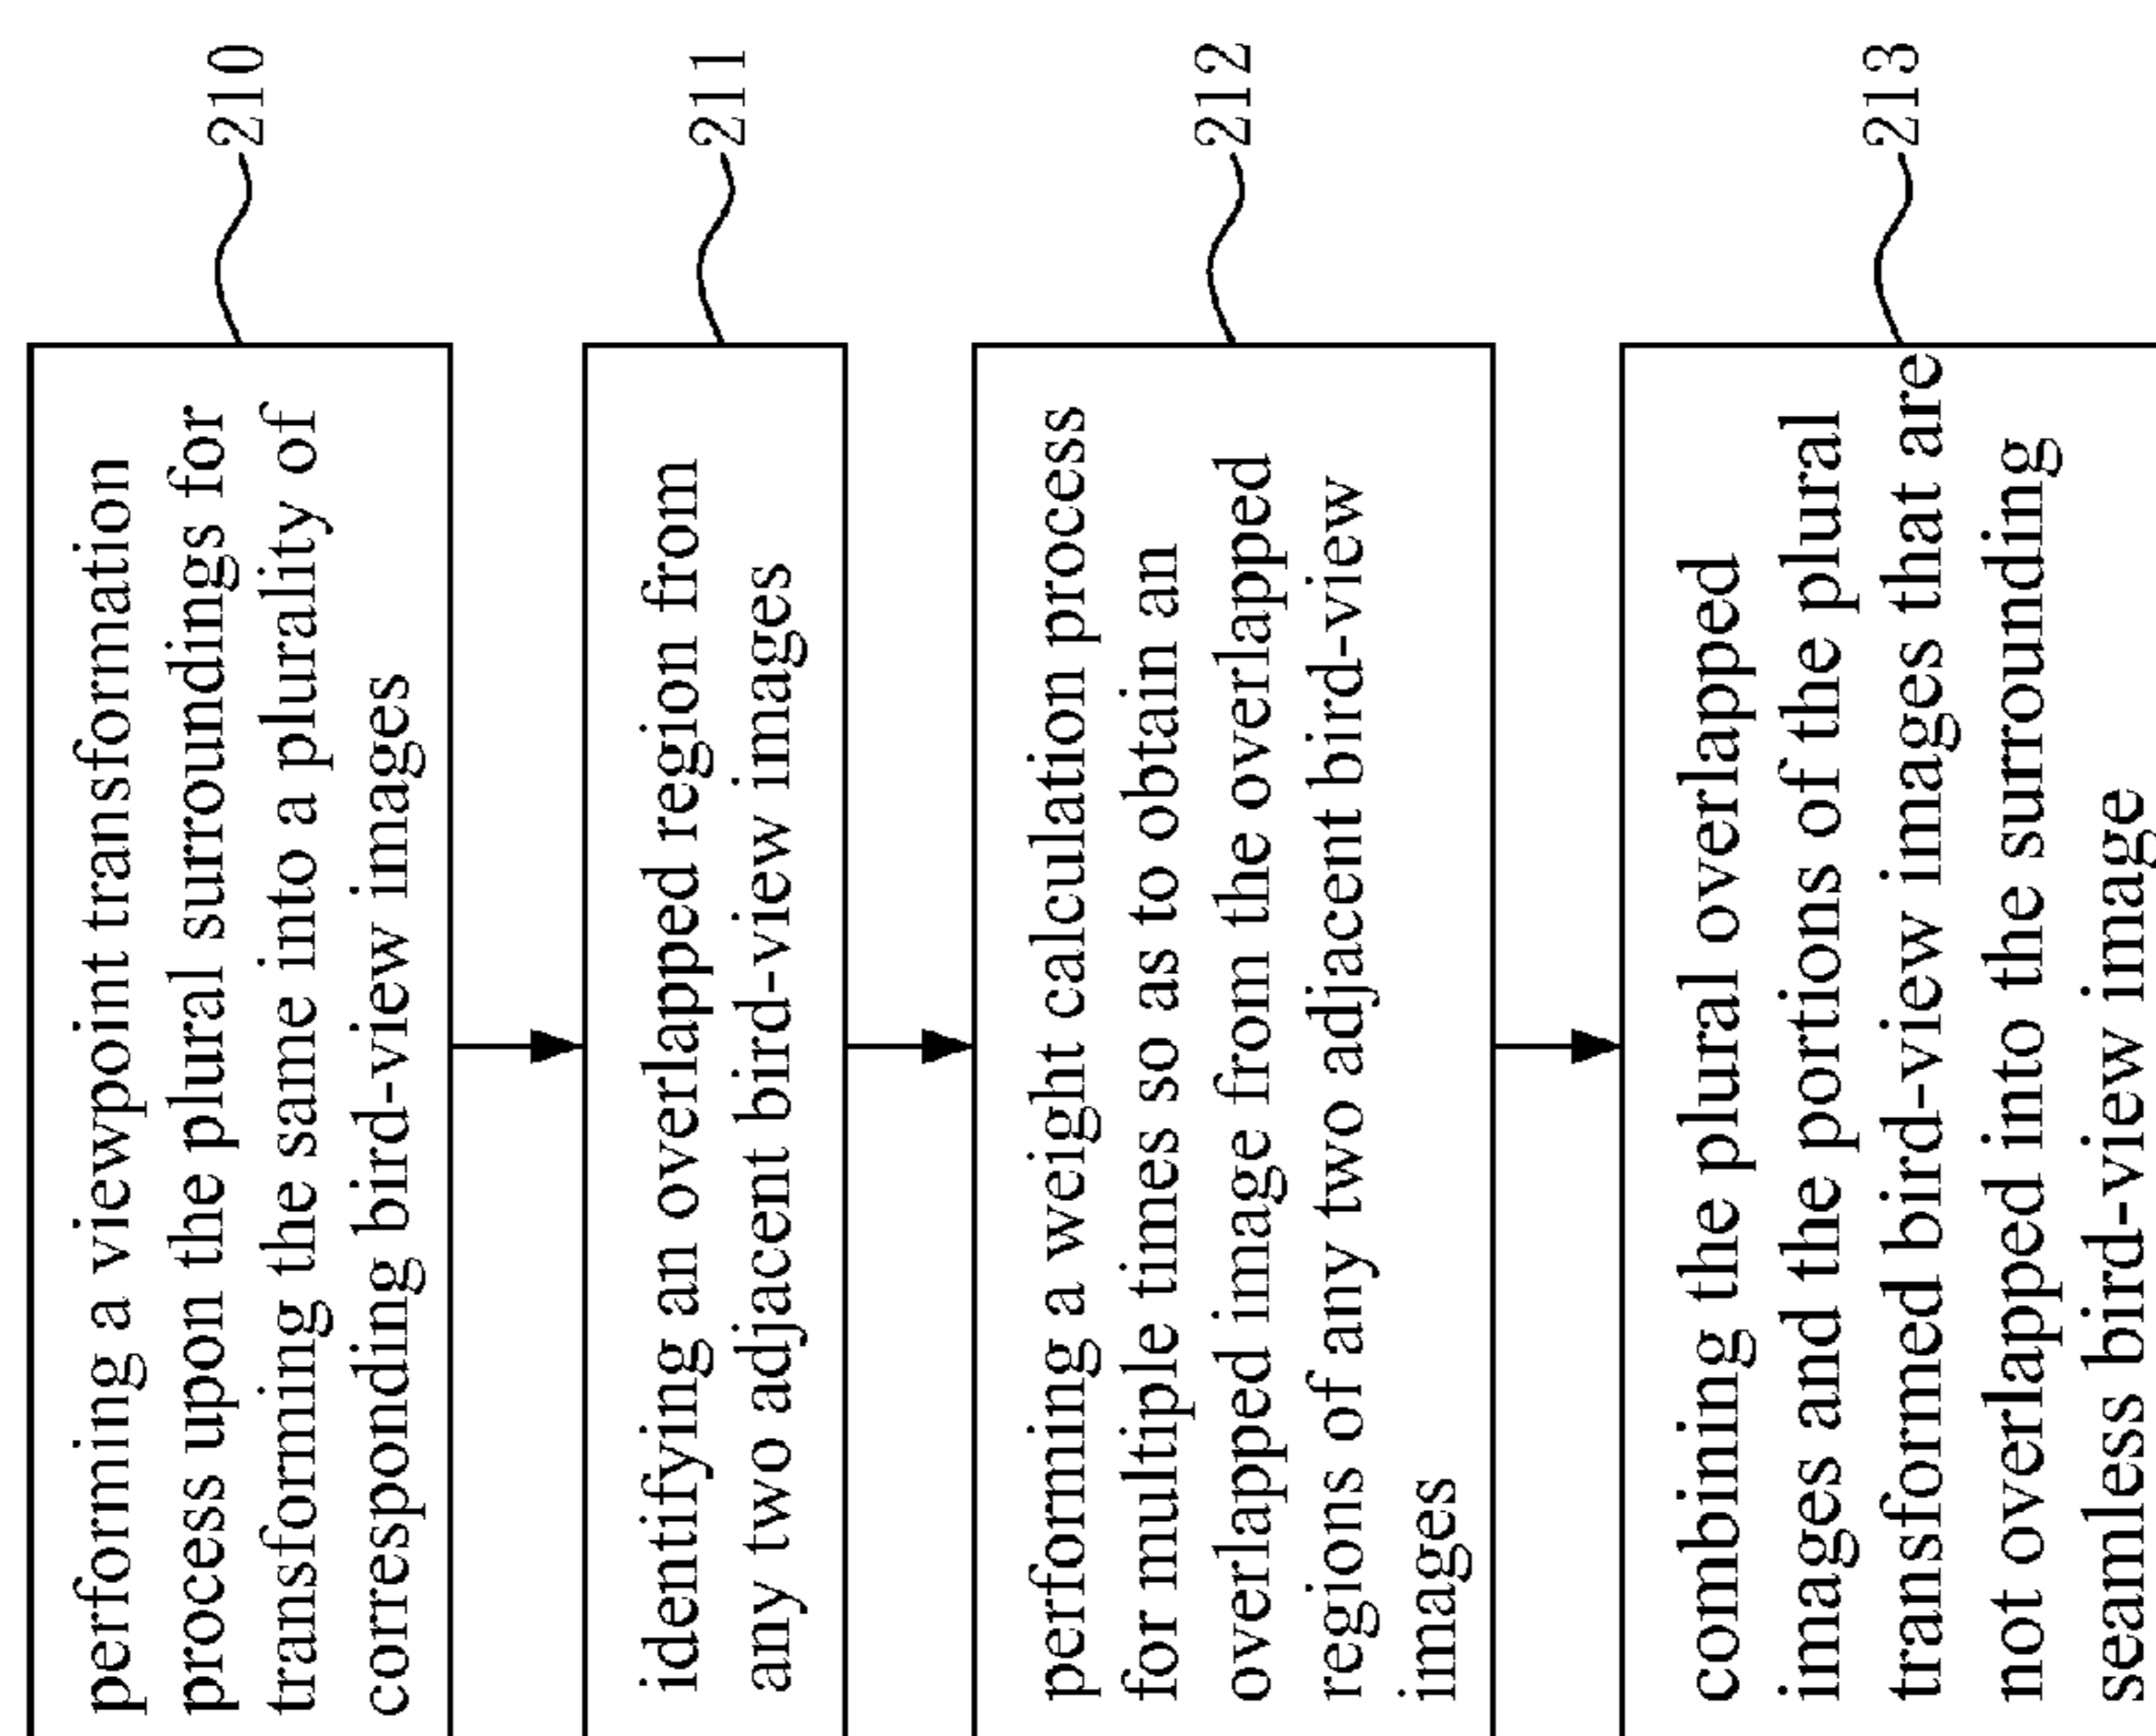 performing a viewpoint transformation
process upon the plural surroundings for
transforming the same into a plurality of
corresponding bird-view images
210
identifying an overlapped region from
any two adjacent bird-view images
211
performing a weight calculation process
for multiple times so as to obtain an
overlapped image from the overlapped
regions of any two adjacent bird-view
images
212
combining the plural overlapped
images and the portions of the plural
transformed bird-view images that are
not overlapped into the surrounding
seamless bird-view image
213